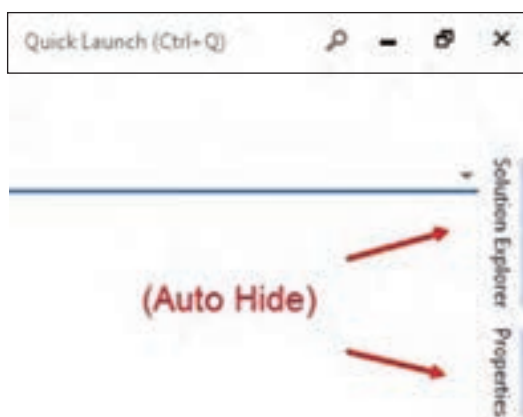 Quick Launch (Ctrl+Q)
Solution Explorer
(Auto Hide)
Properties